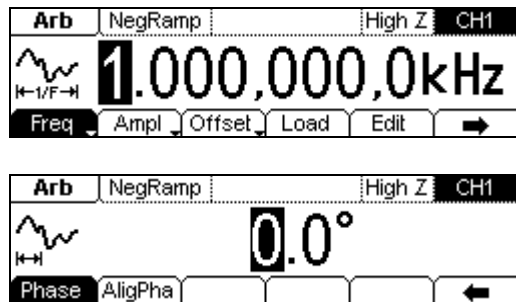 Arb NegRamp High Z CH1
1.000,000,0kHz
1/F
Freq Ampl Offset Load Edit
Arb NegRamp High Z CH1
0.0°
Phase AligPha